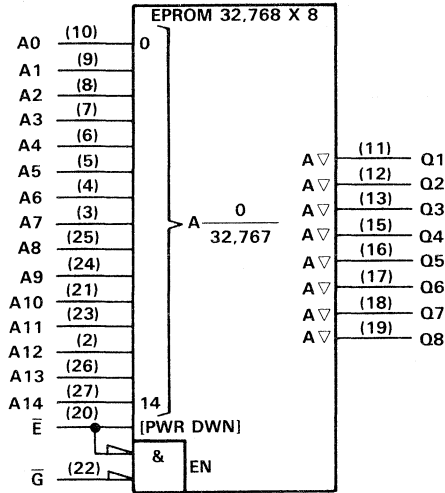 EPROM 32,768 X 8
A0 (10) 0
A1 (9)
A2 (8)
A3 (7)
A4 (6)
A5 (5)
A6 (4)
A7 (3)
A8 (25)
A9 (24)
A10 (21)
A11 (23)
A12 (2)
A13 (26)
A14 (27) 14
A 0
32,767
A▽ (11) Q1
A▽ (12) Q2
A▽ (13) Q3
A▽ (15) Q4
A▽ (16) Q5
A▽ (17) Q6
A▽ (18) Q7
A▽ (19) Q8
E̅ (20) [PWR DWN]
& EN
G̅ (22)